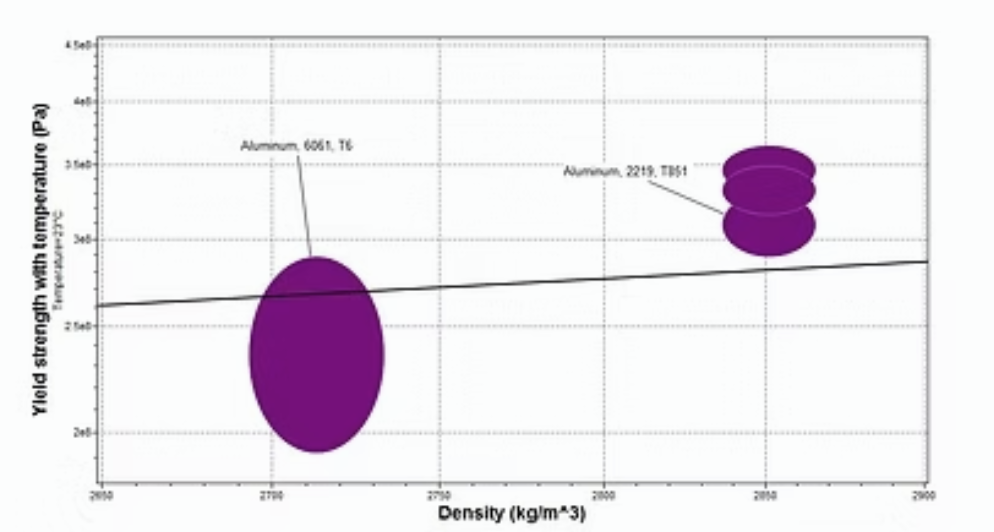 4.5e8
4e8
3.5e8
3e8
2.5e8
2e8
Yield strength with temperature (Pa)
Temperature=23°C
Aluminum, 6061, T6
Aluminum, 2219, T851
2650
2700
2750
2800
2850
2900
Density (kg/m^3)